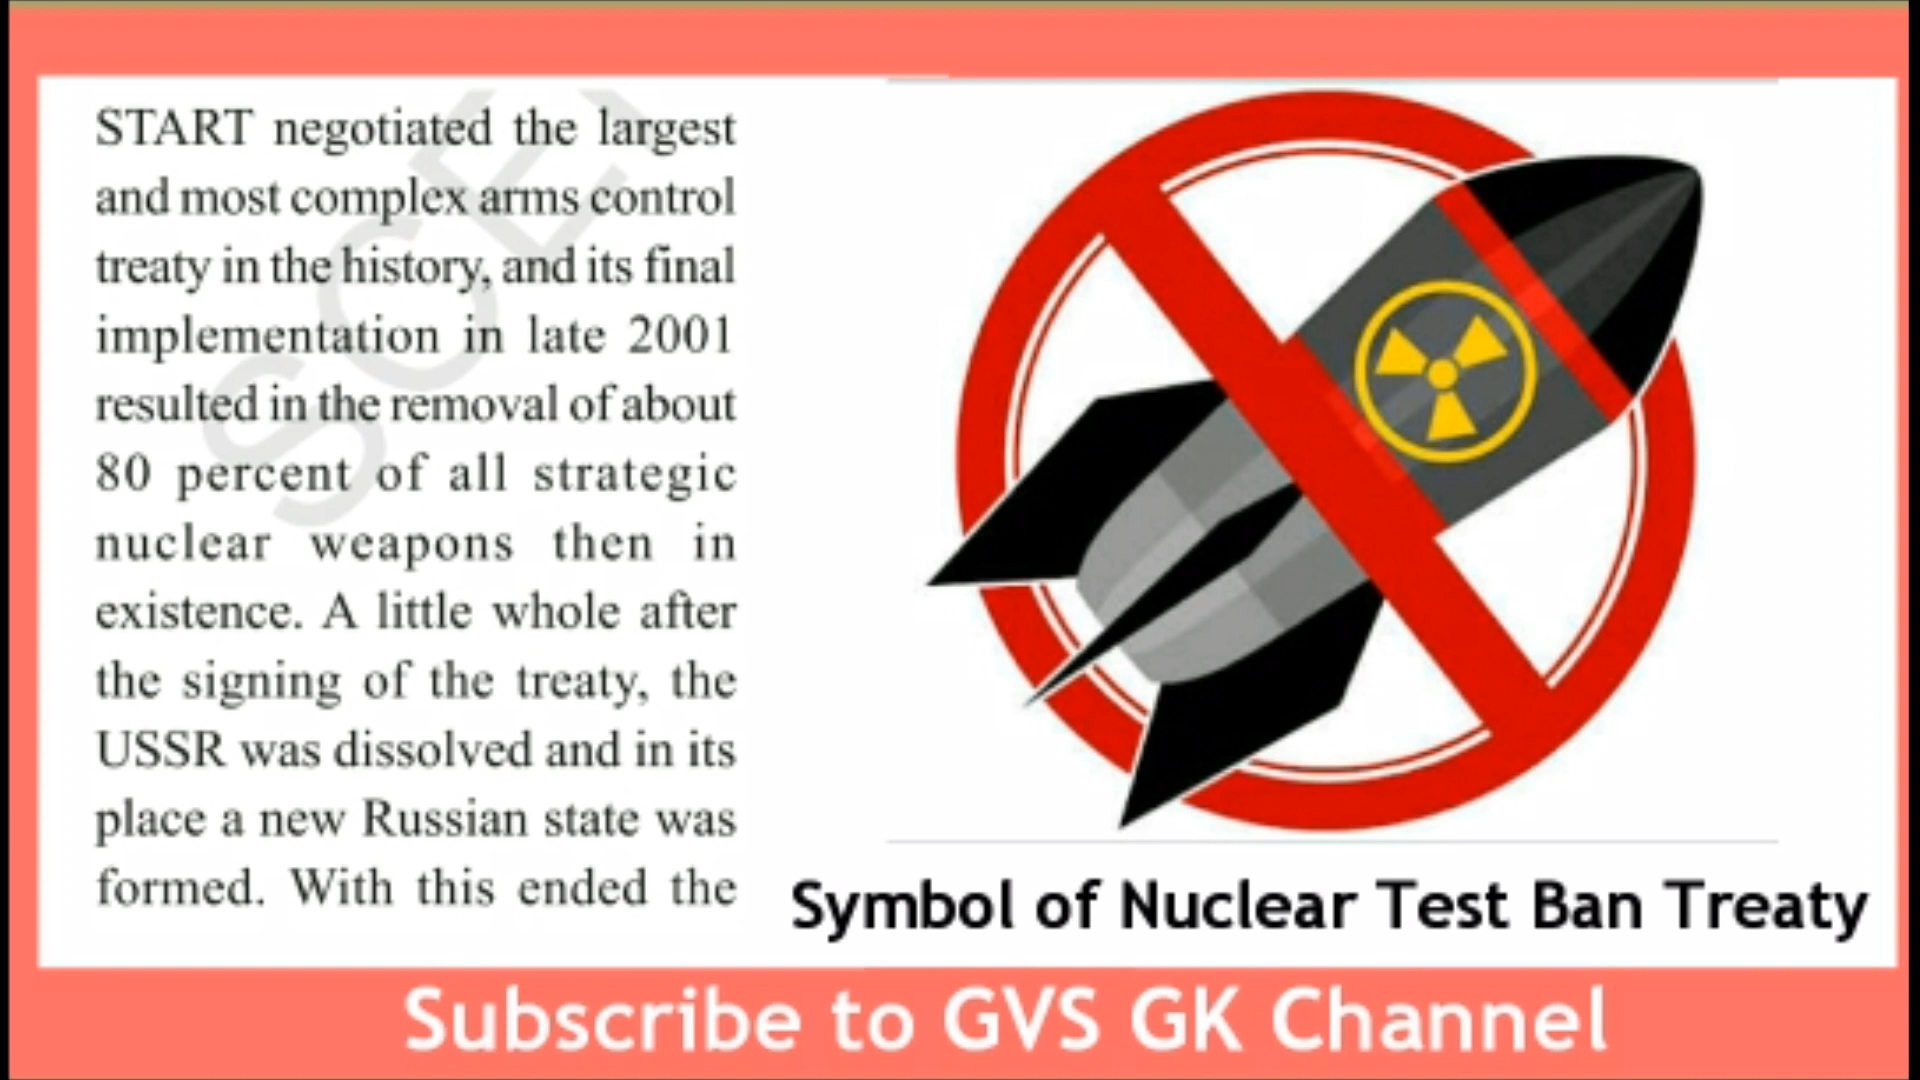 START negotiated the largest
and most complex arms control
treaty in the history, and its final
implementation in late 2001
resulted in the removal of about
80 percent of all strategic
nuclear weapons then in
existence. A little whole after
the signing of the treaty, the
USSR was dissolved and in its
place a new Russian state was
formed. With this ended the
Symbol of Nuclear Test Ban Treaty
Subscribe to GVS GK Channel